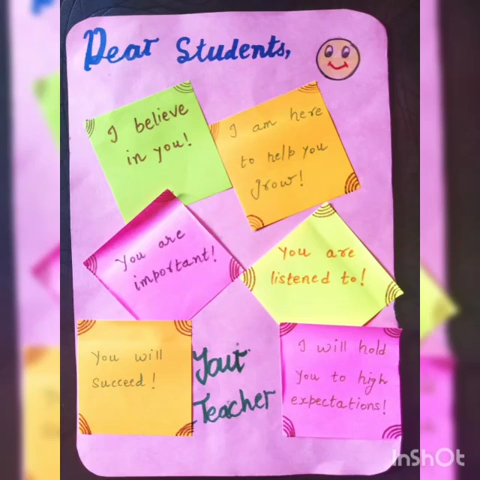 Dear Students,
I believe
in you!
I am here
to help you
grow!
You are
important!
You are
listened to!
You will
succeed!
I will hold
you to high
expectations!
Your
Teacher
InShOt